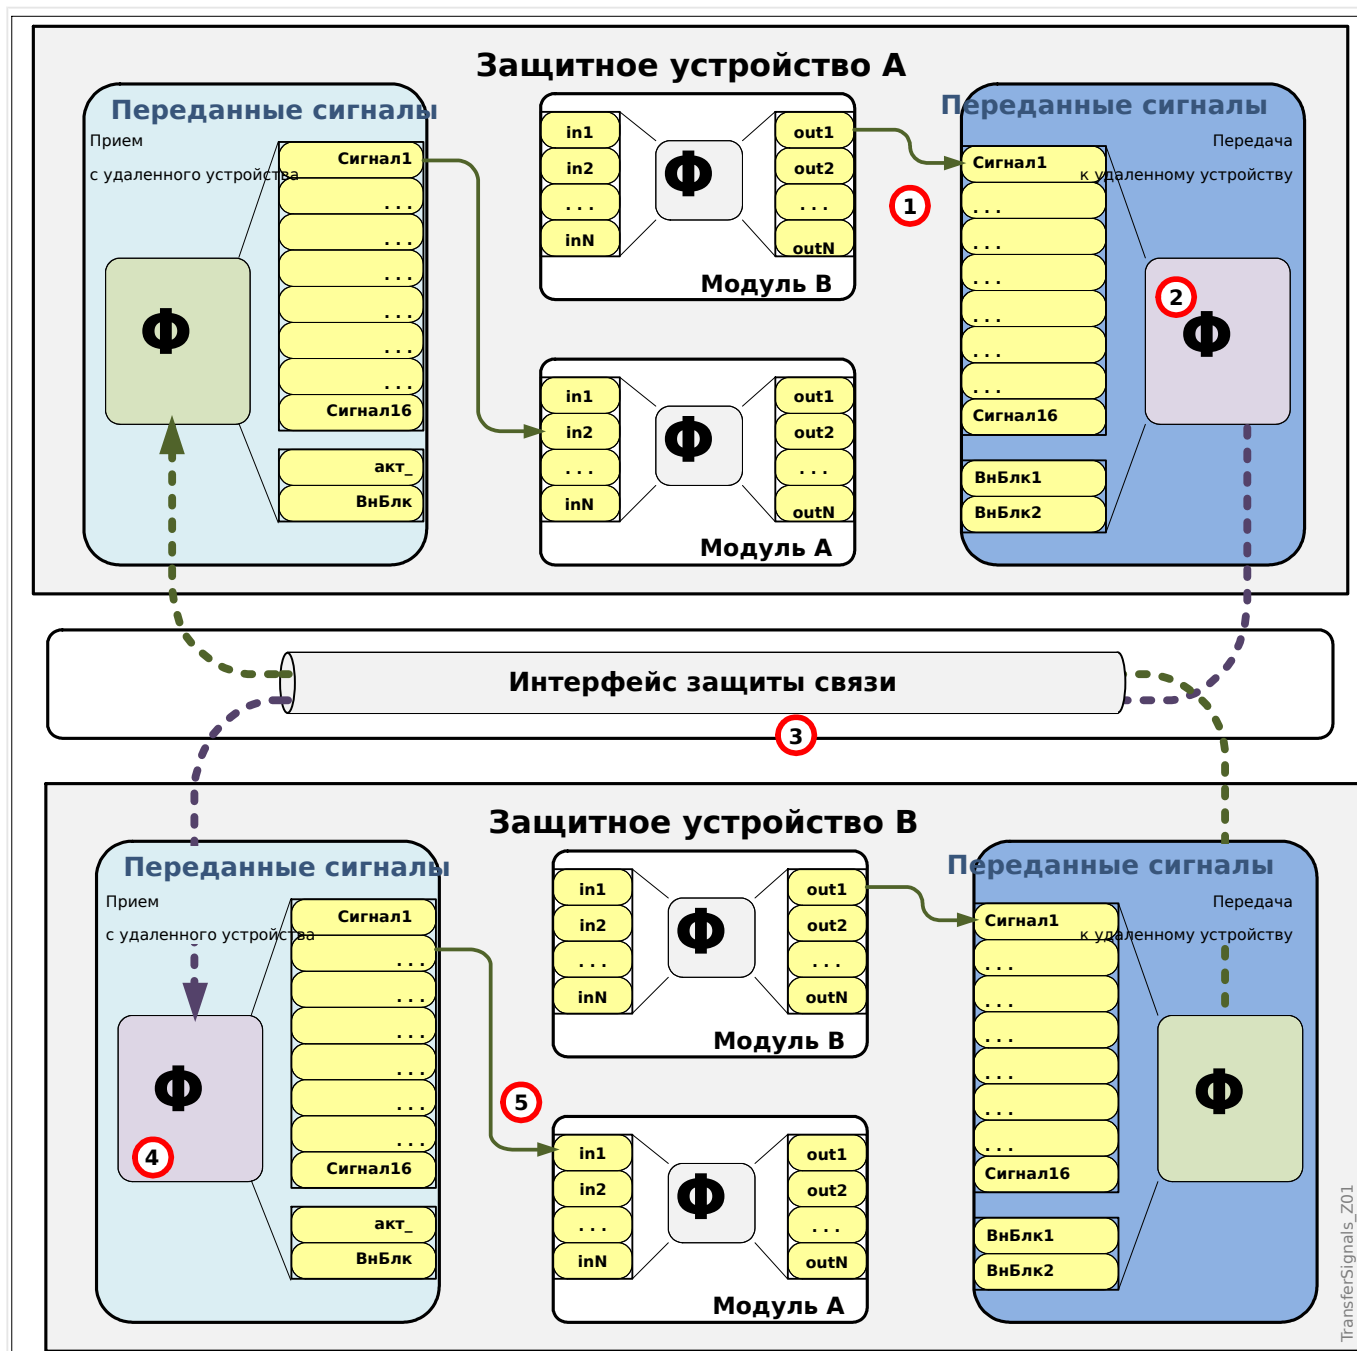 Защитное устройство A
Переданные сигналы
Прием
с удаленного устройства
Сигнал1
...
...
...
...
...
...
Сигнал16
акт_
ВнБлк
Ф
in1
in2
...
inN
Ф
out1
out2
...
outN
Модуль B
in1
in2
...
inN
Ф
out1
out2
...
outN
Модуль A
1
Переданные сигналы
Передача
к удаленному устройству
Сигнал1
...
...
...
...
...
...
Сигнал16
ВнБлк1
ВнБлк2
2
Ф
Интерфейс защиты связи
3
Защитное устройство B
Переданные сигналы
Прием
с удаленного устройства
Сигнал1
...
...
...
...
...
...
Сигнал16
акт_
ВнБлк
Ф
4
in1
in2
...
inN
Ф
out1
out2
...
outN
Модуль B
5
in1
in2
...
inN
Ф
out1
out2
...
outN
Модуль A
Переданные сигналы
Передача
к удаленному устройству
Сигнал1
...
...
...
...
...
...
Сигнал16
ВнБлк1
ВнБлк2
Ф
TransferSignals_Z01